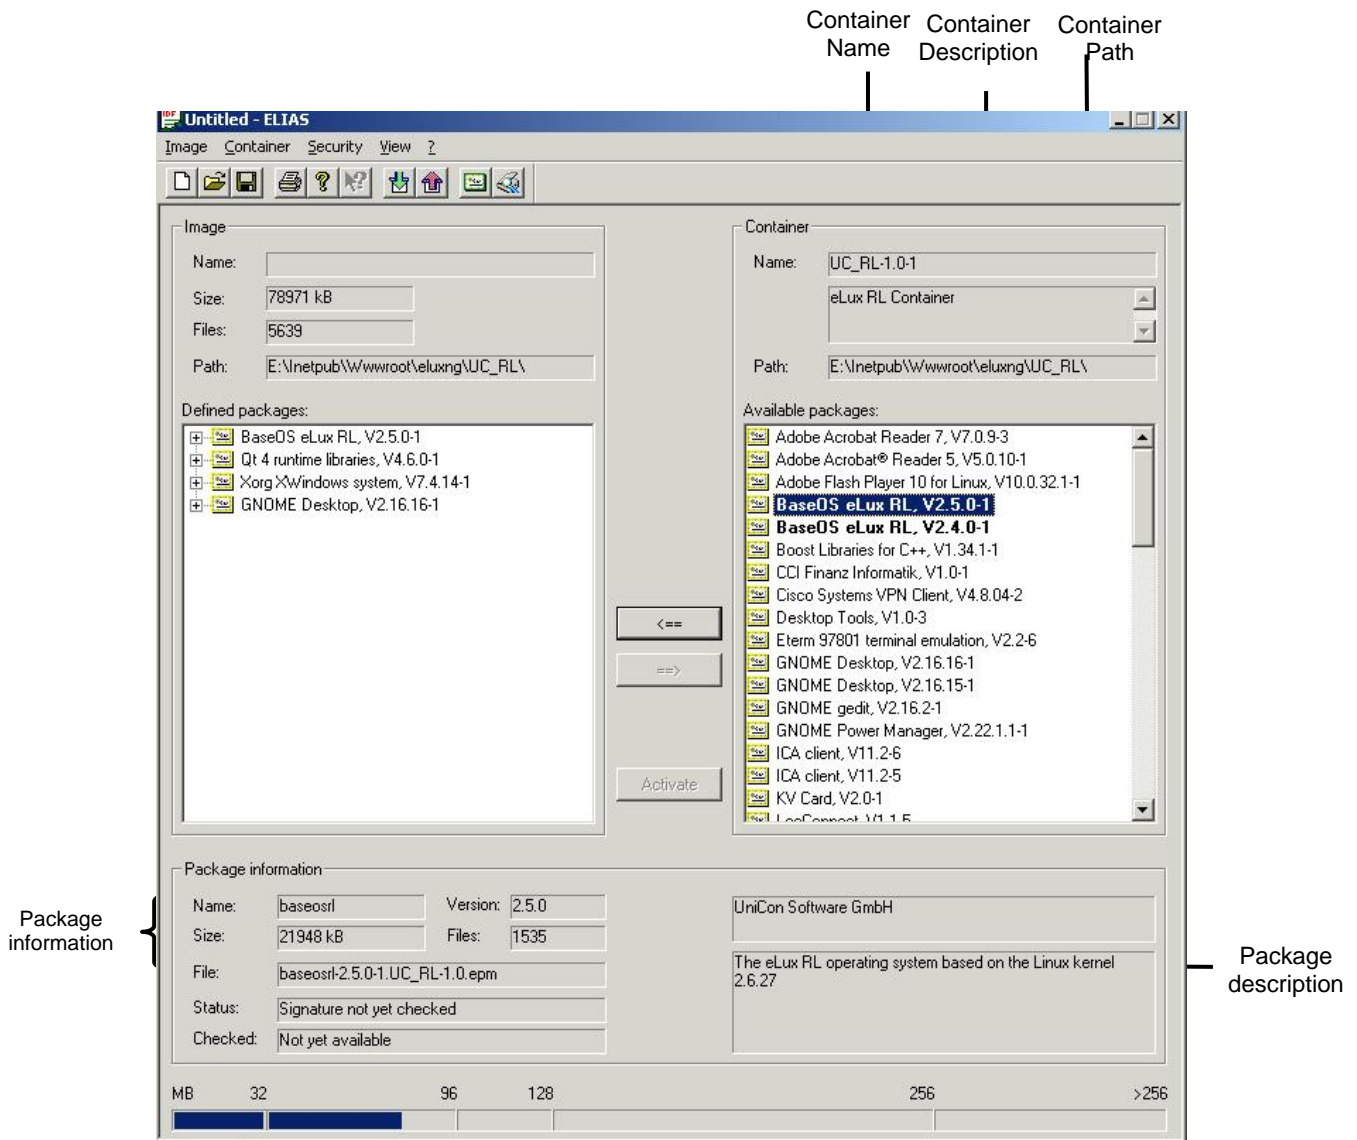 Container Name
Container Description
Container Path
Untitled - ELIAS
Image Container Security View ?
Image
Name:
Size: 78971 kB
Files: 5639
Path: E:\Inetpub\Wwwroot\eluxng\UC_RL\
Defined packages:
BaseOS eLux RL, V2.5.0-1
Qt 4 runtime libraries, V4.6.0-1
Xorg XWindows system, V7.4.14-1
GNOME Desktop, V2.16.16-1
<==
==>
Activate
Container
Name: UC_RL-1.0-1
eLux RL Container
Path: E:\Inetpub\Wwwroot\eluxng\UC_RL\
Available packages:
Adobe Acrobat Reader 7, V7.0.9-3
Adobe Acrobat® Reader 5, V5.0.10-1
Adobe Flash Player 10 for Linux, V10.0.32.1-1
BaseOS eLux RL, V2.5.0-1
BaseOS eLux RL, V2.4.0-1
Boost Libraries for C++, V1.34.1-1
CCI Finanz Informatik, V1.0-1
Cisco Systems VPN Client, V4.8.04-2
Desktop Tools, V1.0-3
Eterm 97801 terminal emulation, V2.2-6
GNOME Desktop, V2.16.16-1
GNOME Desktop, V2.16.15-1
GNOME gedit, V2.16.2-1
GNOME Power Manager, V2.22.1.1-1
ICA client, V11.2-6
ICA client, V11.2-5
KV Card, V2.0-1
Package information
Name: baseosrl Version: 2.5.0
Size: 21948 kB Files: 1535
File: baseosrl-2.5.0-1.UC_RL-1.0.epm
Status: Signature not yet checked
Checked: Not yet available
UniCon Software GmbH
The eLux RL operating system based on the Linux kernel
2.6.27
Package
information
Package
description
MB 32 96 128 256 >256